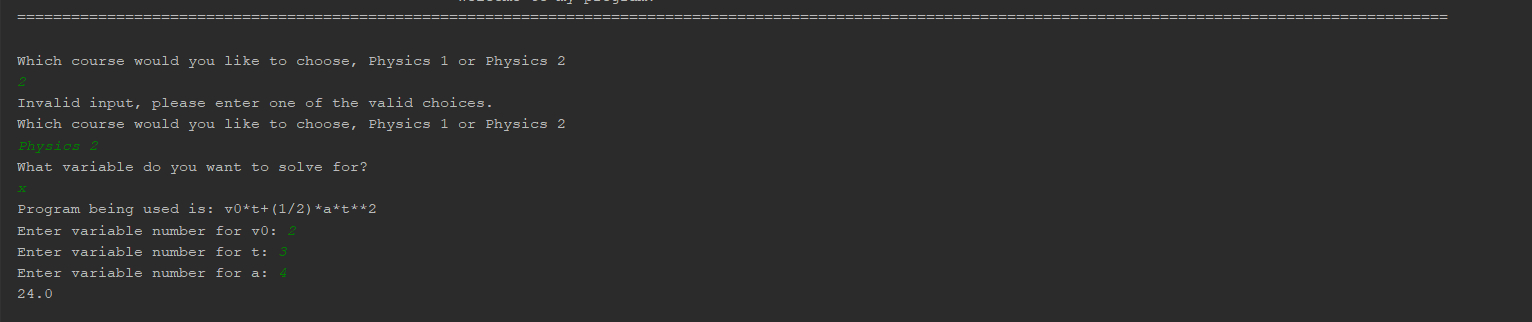 =======================================================================================================================================================
Which course would you like to choose, Physics 1 or Physics 2
2
Invalid input, please enter one of the valid choices.
Which course would you like to choose, Physics 1 or Physics 2
Physics 2
What variable do you want to solve for?
x
Program being used is: v0*t+(1/2)*a*t**2
Enter variable number for v0: 2
Enter variable number for t: 3
Enter variable number for a: 4
24.0